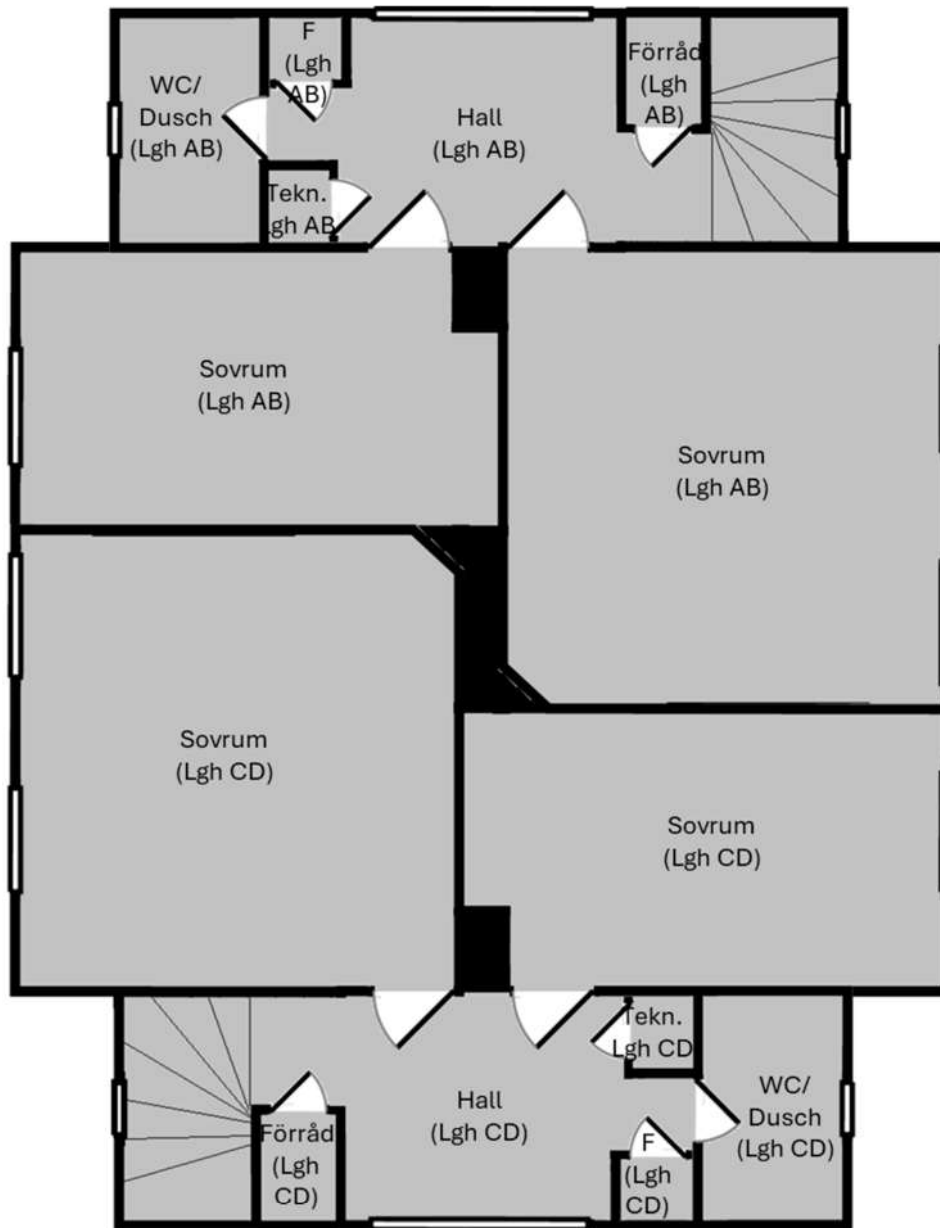 F
(Lgh
AB)
WC/
Dusch
(Lgh AB)
Hall
(Lgh AB)
Förråd
(Lgh
AB)
Tekn.
Lgh AB
Sovrum
(Lgh AB)
Sovrum
(Lgh AB)
Sovrum
(Lgh CD)
Sovrum
(Lgh CD)
Tekn.
Lgh CD
Hall
(Lgh CD)
WC/
Dusch
(Lgh CD)
Förråd
(Lgh
CD)
F
(Lgh
CD)